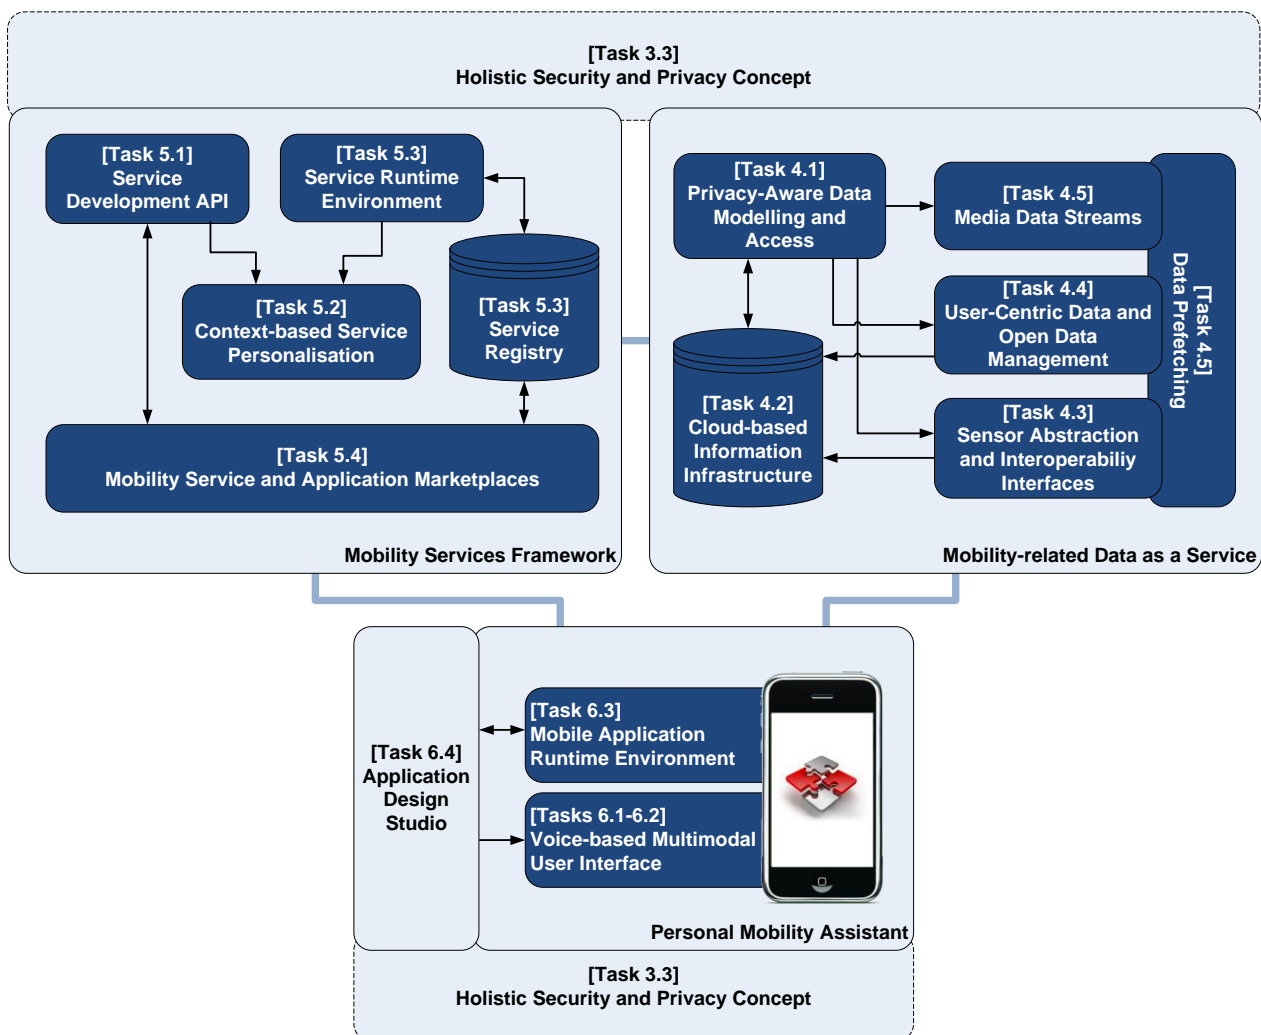 [Task 3.3]
Holistic Security and Privacy Concept
[Task 5.1]
Service
Development API
[Task 5.3]
Service Runtime
Environment
[Task 5.2]
Context-based Service
Personalisation
[Task 5.3]
Service
Registry
[Task 5.4]
Mobility Service and Application Marketplaces
Mobility Services Framework
[Task 4.1]
Privacy-Aware Data
Modelling and
Access
[Task 4.5]
Media Data Streams
[Task 4.4]
User-Centric Data and
Open Data
Management
[Task 4.2]
Cloud-based
Information
Infrastructure
[Task 4.3]
Sensor Abstraction
and Interoperabiliy
Interfaces
[Task 4.5]
Data Prefetching
Mobility-related Data as a Service
[Task 6.4]
Application
Design
Studio
[Task 6.3]
Mobile Application
Runtime Environment
[Tasks 6.1-6.2]
Voice-based Multimodal
User Interface
Personal Mobility Assistant
[Task 3.3]
Holistic Security and Privacy Concept